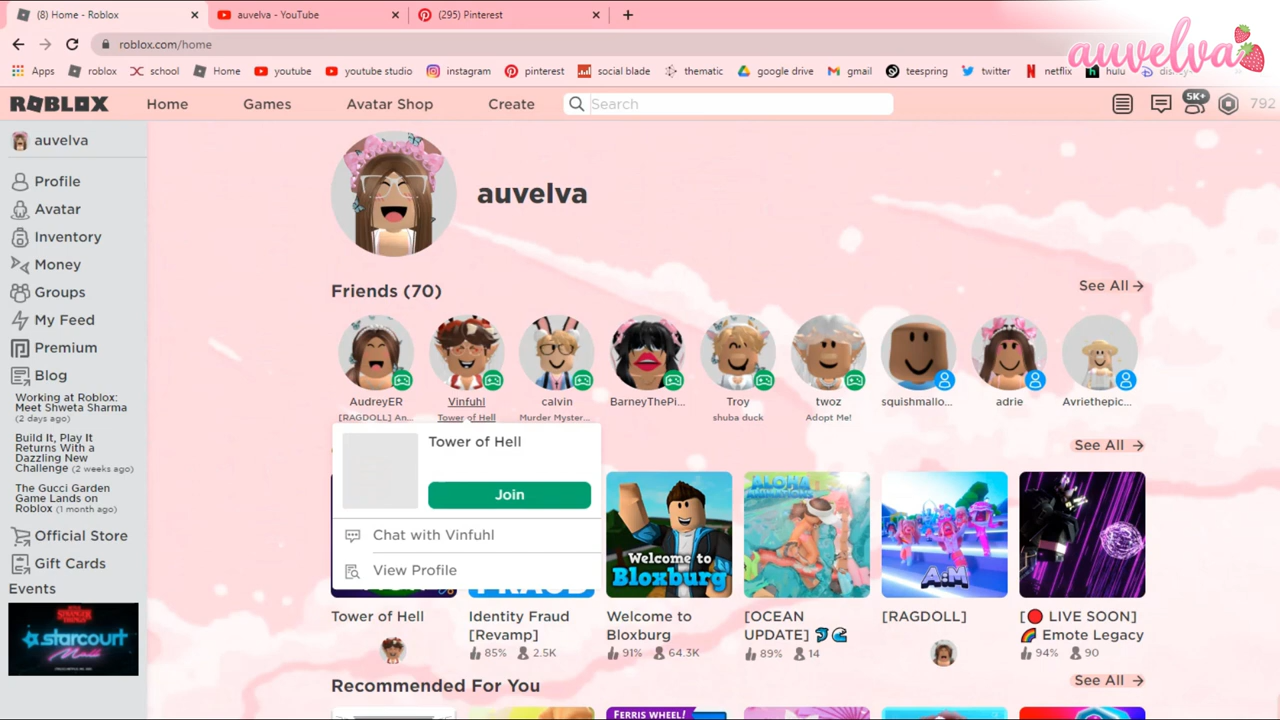 (8) Home - Roblox
auvelva - YouTube
(295) Pinterest
roblox.com/home
auvelva
Apps
roblox
school
Home
youtube
youtube studio
instagram
pinterest
social blade
thematic
google drive
gmail
teespring
twitter
netflix
hulu
ROBLOX
Home
Games
Avatar Shop
Create
Search
5K+
792
auvelva
Profile
Avatar
Inventory
Money
Groups
My Feed
Premium
Blog
Working at Roblox:
Meet Shweta Sharma
(2 days ago)
Build It, Play It
Returns With a
Dazzling New
Challenge (2 weeks ago)
The Gucci Garden
Game Lands on
Roblox (1 month ago)
Official Store
Gift Cards
Events
STRANGER THINGS
starcourt
Mall
auvelva
Friends (70)
See All →
AudreyER
[RAGDOLL] An...
Vinfuhl
Tower of Hell
calvin
Murder Myster...
BarneyThePi...
Troy
shuba duck
twoz
Adopt Me!
squishmallo...
adrie
Avriethepic...
See All →
Tower of Hell
Join
Chat with Vinfuhl
View Profile
Welcome to
Bloxburg
ALOHA
A:M
Tower of Hell
Identity Fraud
[Revamp]
85% 2.5K
Welcome to
Bloxburg
91% 64.3K
[OCEAN
UPDATE] 🌊
89% 14
[RAGDOLL]
[🔴 LIVE SOON]
🌈 Emote Legacy
94% 90
Recommended For You
See All →
FERRIS WHEEL!